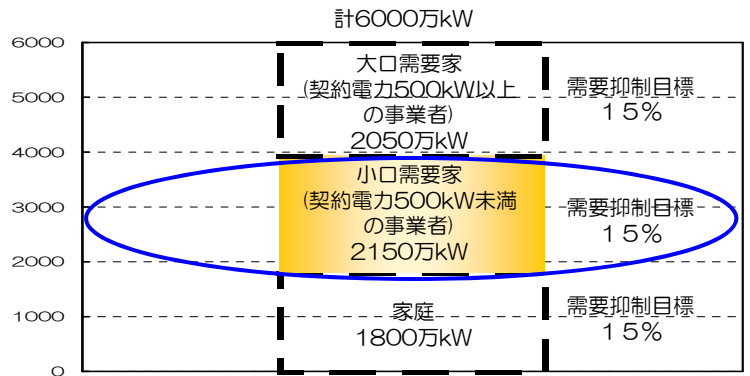 計6000万kW
6000
5000
4000
3000
2000
1000
0
大口需要家
(契約電力500kW以上
の事業者)
2050万kW
需要抑制目標
１５％
小口需要家
(契約電力500kW未満
の事業者)
2150万kW
需要抑制目標
１５％
家庭
1800万kW
需要抑制目標
１５％